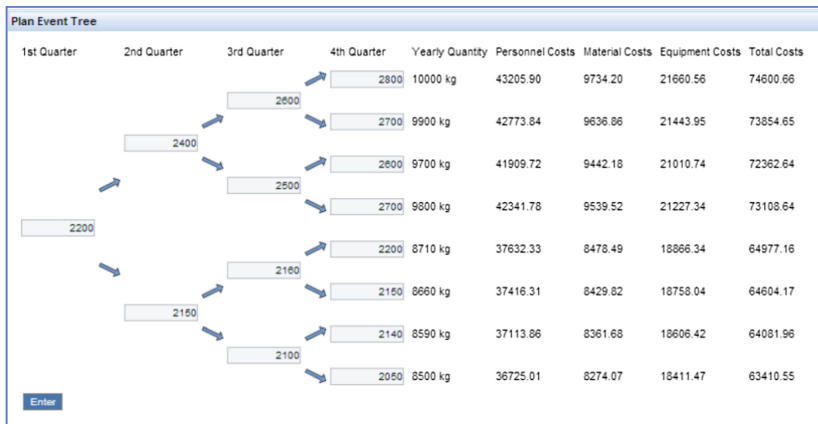 Plan Event Tree
1st Quarter 2nd Quarter 3rd Quarter 4th Quarter Yearly Quantity Personnel Costs Material Costs Equipment Costs Total Costs
2800 10000 kg 43205.90 9734.20 21660.56 74600.66
2600
2700 9900 kg 42773.84 9636.86 21443.95 73854.65
2400
2600 9700 kg 41909.72 9442.18 21010.74 72362.64
2500
2700 9800 kg 42341.78 9539.52 21227.34 73108.64
2200
2200 8710 kg 37632.33 8478.49 18866.34 64977.16
2160
2150 8660 kg 37416.31 8429.82 18758.04 64604.17
2150
2140 8590 kg 37113.86 8361.68 18606.42 64081.96
2100
2050 8500 kg 36725.01 8274.07 18411.47 63410.55
Enter